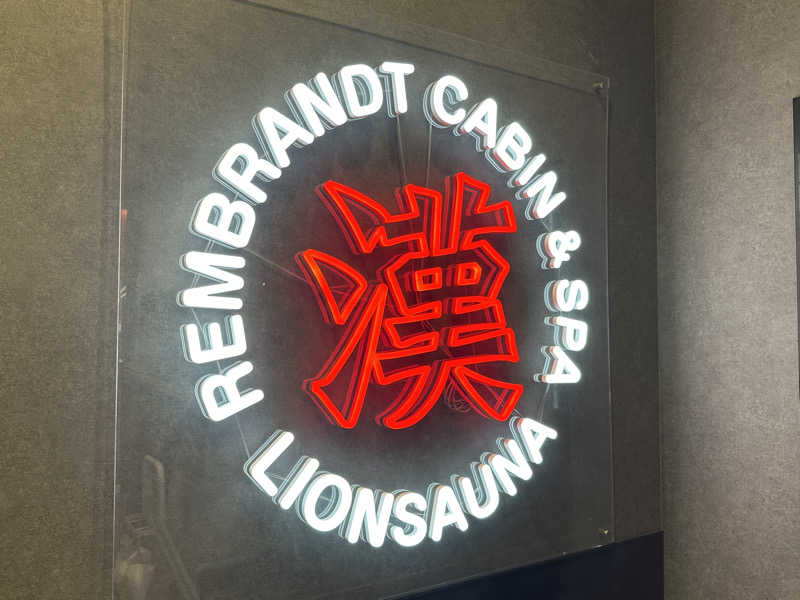 REMBRANDT CABIN & SPA
漢
LIONSAUNA